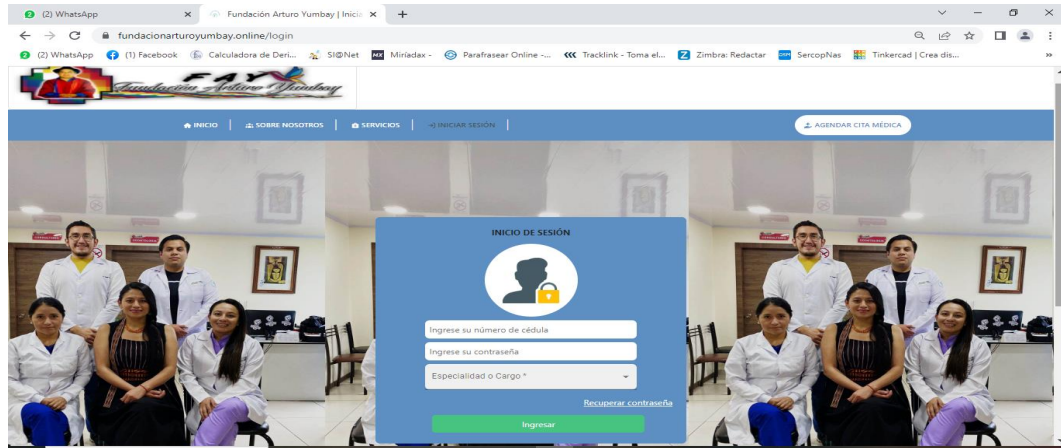 (2) WhatsApp
Fundación Arturo Yumbay | Inicia
fundacionarturoyumbay.online/login
(2) WhatsApp
(1) Facebook
Calculadora de Deri...
SI@Net
Miríadax -
Parafrasear Online -...
Tracklink - Toma el...
Zimbra: Redactar
SercopNas
Tinkercad | Crea dis...
FAY
Fundación Arturo Yumbay
INICIO
SOBRE NOSOTROS
SERVICIOS
INICIAR SESIÓN
AGENDAR CITA MÉDICA
INICIO DE SESIÓN
Ingrese su número de cédula
Ingrese su contraseña
Especialidad o Cargo *
Recuperar contraseña
Ingresar